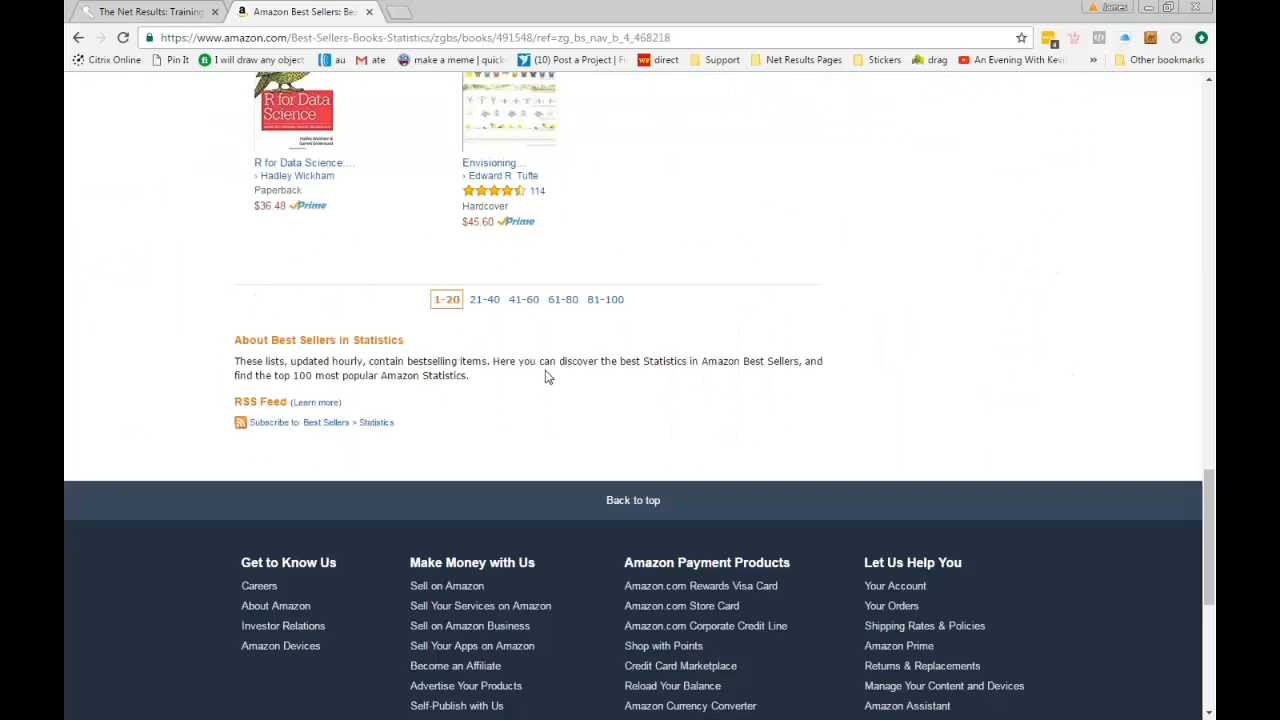 The Net Results: Training
Amazon Best Sellers: Bes
James
https://www.amazon.com/Best-Sellers-Books-Statistics/zgbs/books/491548/ref=zg_bs_nav_b_4_468218
4
Citrix Online
Pin It
I will draw any object
au
ate
make a meme | quick
(10) Post a Project | Fr
direct
Support
Net Results Pages
Stickers
drag
An Evening With Kevi
»
Other bookmarks
R for Data
Science
R for Data Science:...
› Hadley Wickham
Paperback
$36.48 Prime
Envisioning...
› Edward R. Tufte
114
Hardcover
$45.60 Prime
1-20 21-40 41-60 61-80 81-100
About Best Sellers in Statistics
These lists, updated hourly, contain bestselling items. Here you can discover the best Statistics in Amazon Best Sellers, and
find the top 100 most popular Amazon Statistics.
RSS Feed (Learn more)
Subscribe to: Best Sellers > Statistics
Back to top
Get to Know Us
Careers
About Amazon
Investor Relations
Amazon Devices
Make Money with Us
Sell on Amazon
Sell Your Services on Amazon
Sell on Amazon Business
Sell Your Apps on Amazon
Become an Affiliate
Advertise Your Products
Self-Publish with Us
Amazon Payment Products
Amazon.com Rewards Visa Card
Amazon.com Store Card
Amazon.com Corporate Credit Line
Shop with Points
Credit Card Marketplace
Reload Your Balance
Amazon Currency Converter
Let Us Help You
Your Account
Your Orders
Shipping Rates & Policies
Amazon Prime
Returns & Replacements
Manage Your Content and Devices
Amazon Assistant